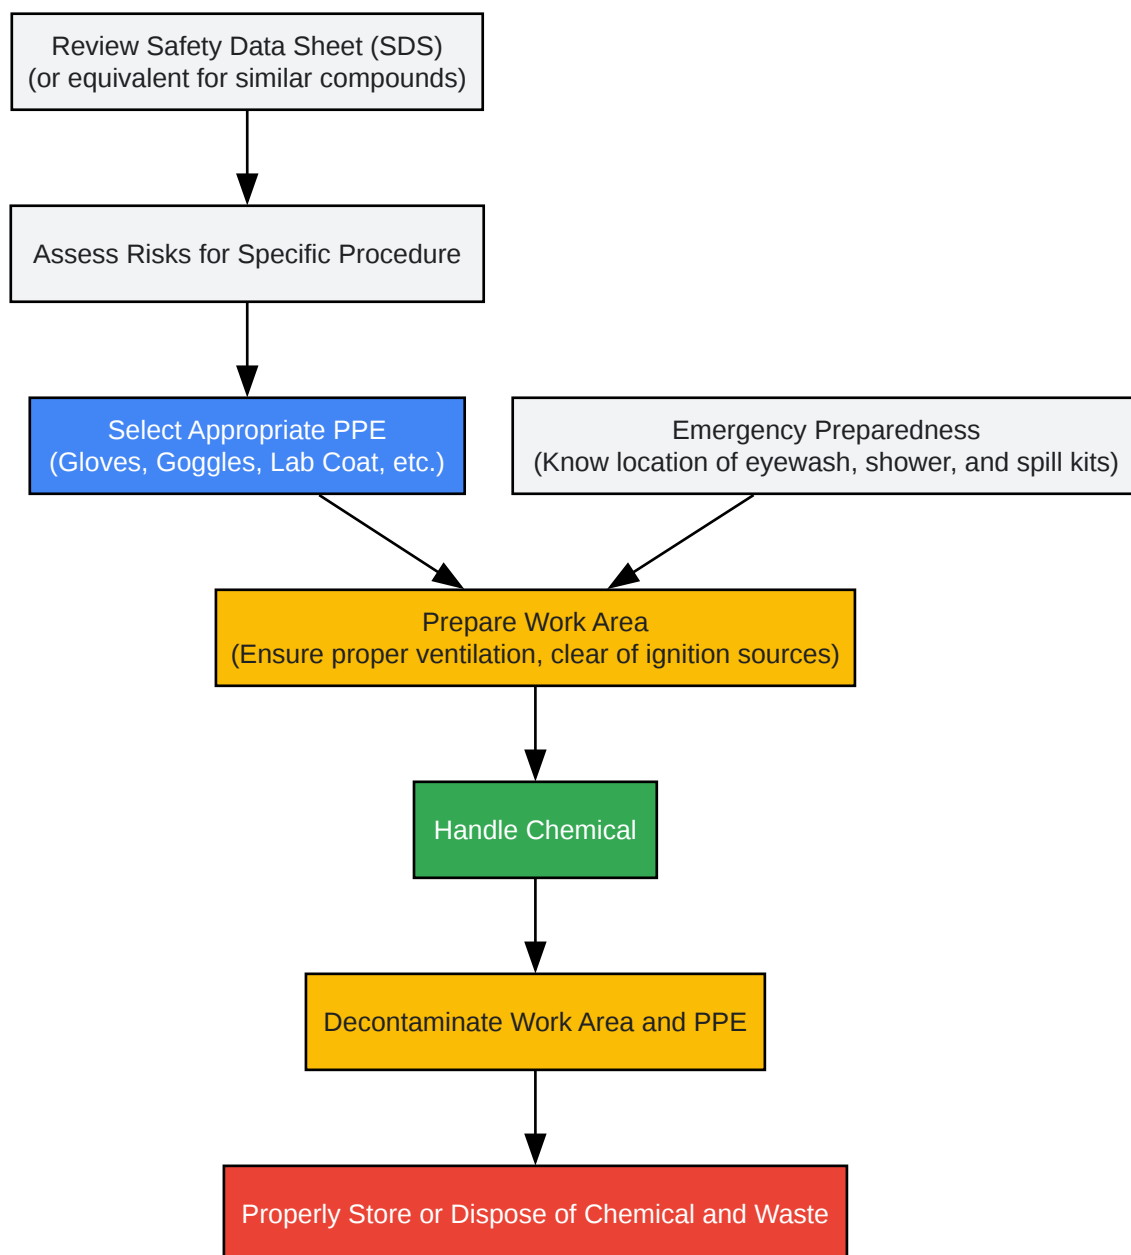 Review Safety Data Sheet (SDS)
(or equivalent for similar compounds)
Assess Risks for Specific Procedure
Select Appropriate PPE
(Gloves, Goggles, Lab Coat, etc.)
Emergency Preparedness
(Know location of eyewash, shower, and spill kits)
Prepare Work Area
(Ensure proper ventilation, clear of ignition sources)
Handle Chemical
Decontaminate Work Area and PPE
Properly Store or Dispose of Chemical and Waste